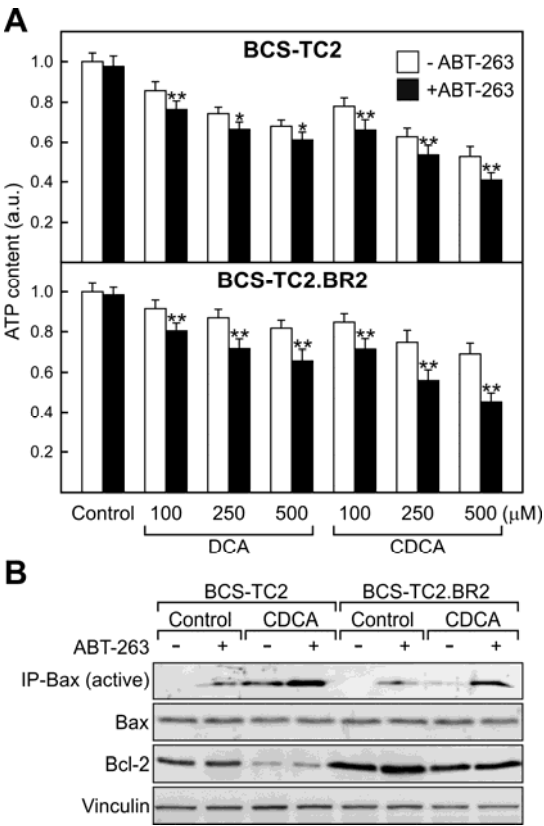 A
BCS-TC2
- ABT-263
+ABT-263
ATP content (a.u.)
1.0
0.8
0.6
0.4
0.2
** * * ** ** **
BCS-TC2.BR2
1.0
0.8
0.6
0.4
0.2
** ** ** ** ** **
Control 100 250 500 100 250 500 (μM)
DCA CDCA
B
BCS-TC2 BCS-TC2.BR2
Control CDCA Control CDCA
ABT-263 - + - + - + - +
IP-Bax (active)
Bax
Bcl-2
Vinculin